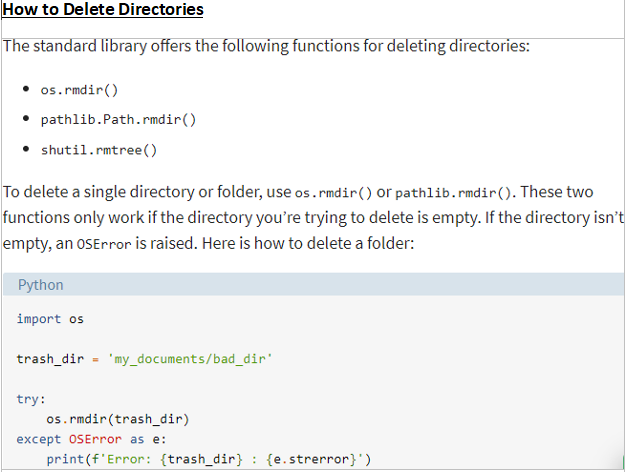 How to Delete Directories
The standard library offers the following functions for deleting directories:
• os.rmdir()
• pathlib.Path.rmdir()
• shutil.rmtree()
To delete a single directory or folder, use os.rmdir() or pathlib.rmdir(). These two
functions only work if the directory you’re trying to delete is empty. If the directory isn’t
empty, an OSError is raised. Here is how to delete a folder:
Python
import os
trash_dir = 'my_documents/bad_dir'
try:
    os.rmdir(trash_dir)
except OSError as e:
    print(f'Error: {trash_dir} : {e.strerror}')